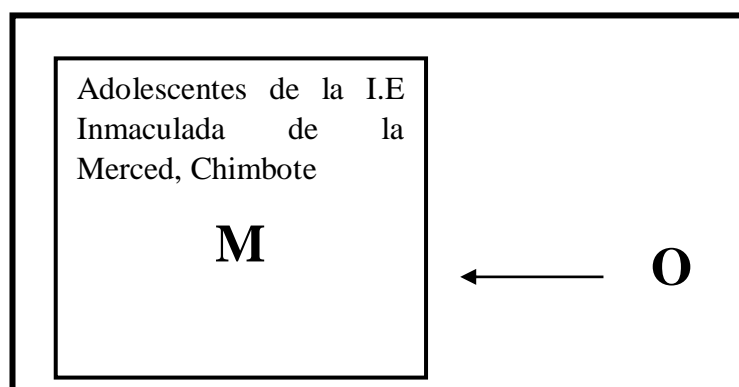 Adolescentes de la I.E
Inmaculada de la
Merced, Chimbote
M
O